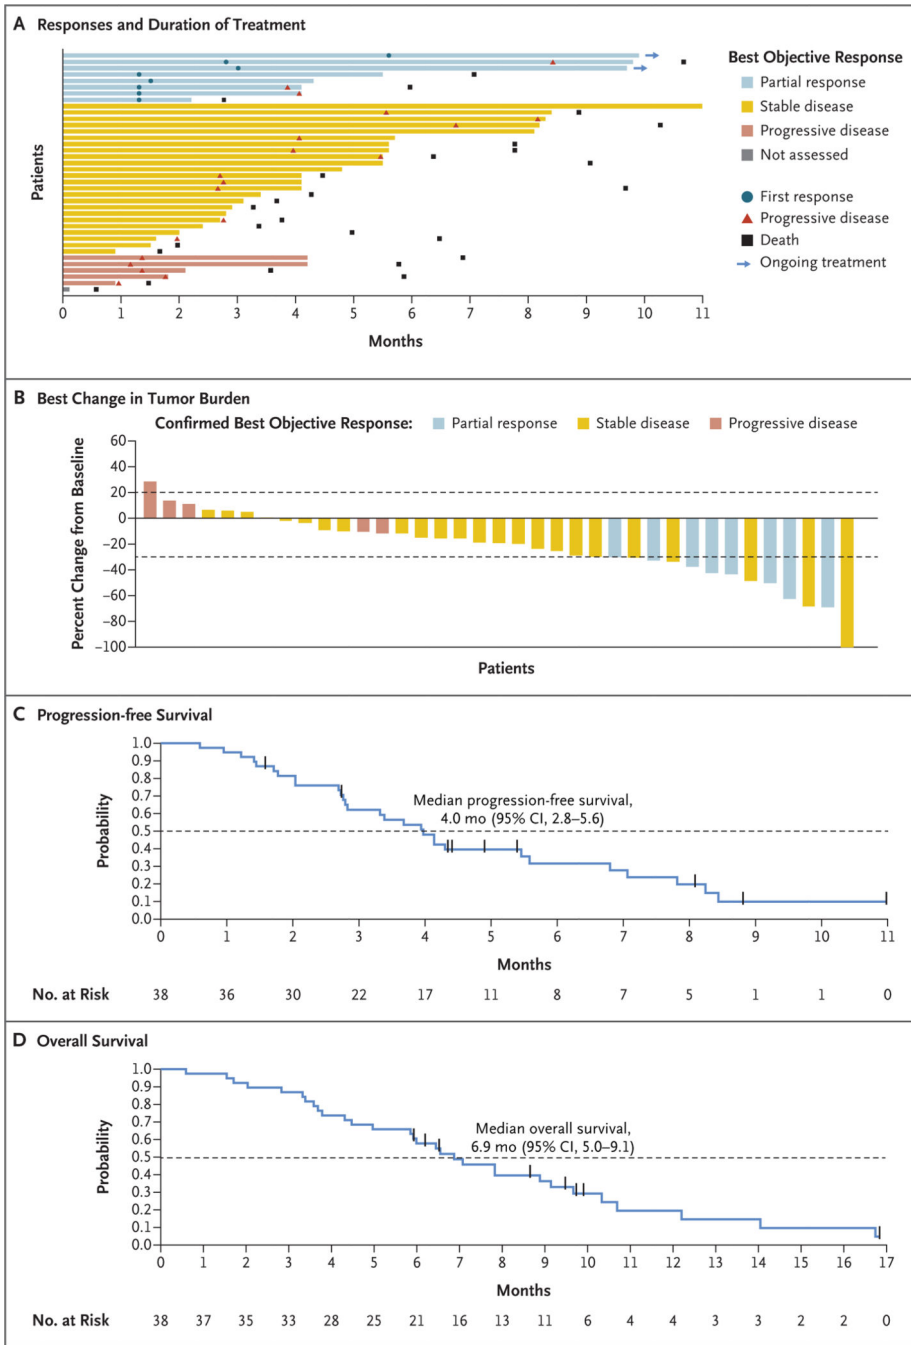 A Responses and Duration of Treatment
Best Objective Response
Partial response
Stable disease
Progressive disease
Not assessed
First response
Progressive disease
Death
Ongoing treatment
Patients
0 1 2 3 4 5 6 7 8 9 10 11
Months
B Best Change in Tumor Burden
Confirmed Best Objective Response: Partial response Stable disease Progressive disease
Percent Change from Baseline
60
40
20
0
−20
−40
−60
−80
−100
Patients
C Progression-free Survival
Probability
1.0
0.9
0.8
0.7
0.6
0.5
0.4
0.3
0.2
0.1
0.0
Median progression-free survival,
4.0 mo (95% CI, 2.8–5.6)
0 1 2 3 4 5 6 7 8 9 10 11
Months
No. at Risk 38 36 30 22 17 11 8 7 5 1 1 0
D Overall Survival
Probability
1.0
0.9
0.8
0.7
0.6
0.5
0.4
0.3
0.2
0.1
0.0
Median overall survival,
6.9 mo (95% CI, 5.0–9.1)
0 1 2 3 4 5 6 7 8 9 10 11 12 13 14 15 16 17
Months
No. at Risk 38 37 35 33 28 25 21 16 13 11 6 4 4 3 3 2 2 0